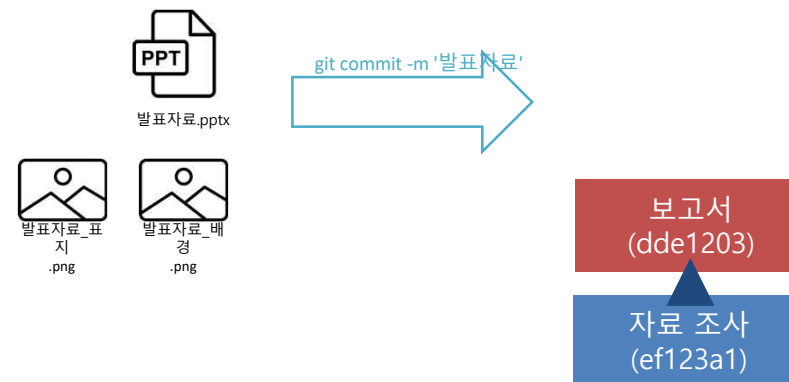 PPT
발표자료.pptx
git commit -m '발표자료'
발표자료_표
지
.png
발표자료_배
경
.png
보고서
(dde1203)
자료 조사
(ef123a1)